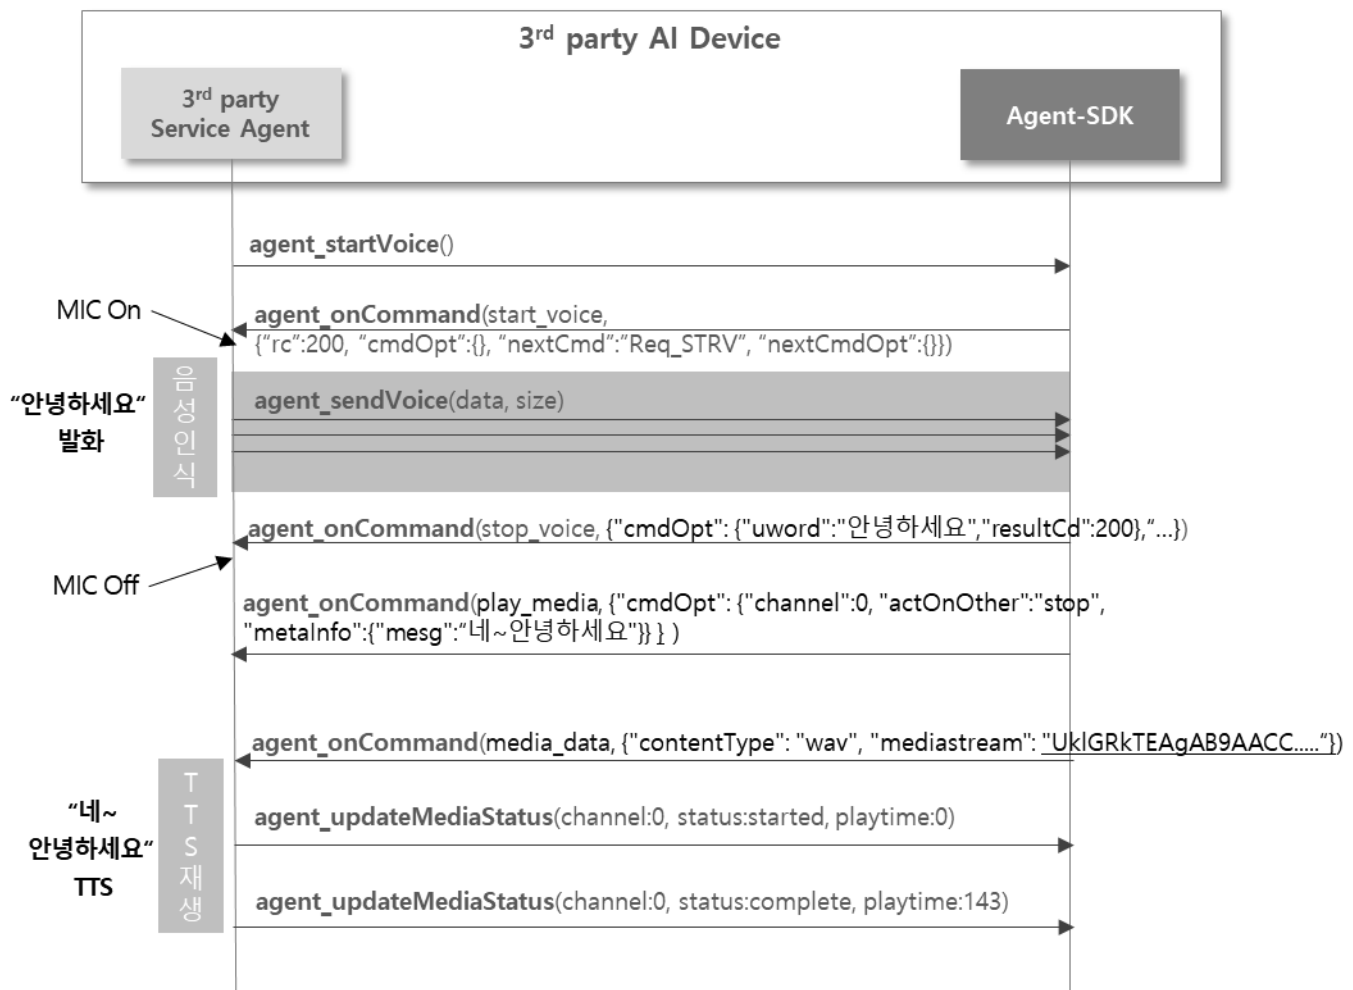 3rd party AI Device
3rd party
Service Agent
Agent-SDK
agent_startVoice()
MIC On
agent_onCommand(start_voice,
{“rc”:200, “cmdOpt”:{}, “nextCmd”:”Req_STRV”, “nextCmdOpt”:{}})
음성인식
“안녕하세요“
발화
agent_sendVoice(data, size)
agent_onCommand(stop_voice, {"cmdOpt": {"uword":"안녕하세요","resultCd":200},“...})
MIC Off
agent_onCommand(play_media, {"cmdOpt": {"channel":0, "actOnOther":"stop",
"metaInfo":{"mesg":“네~안녕하세요"}} } )
agent_onCommand(media_data, {"contentType": "wav", "mediastream": "UklGRkTEAgAB9AACC.....“})
TTS재생
“네~
안녕하세요“
TTS
agent_updateMediaStatus(channel:0, status:started, playtime:0)
agent_updateMediaStatus(channel:0, status:complete, playtime:143)